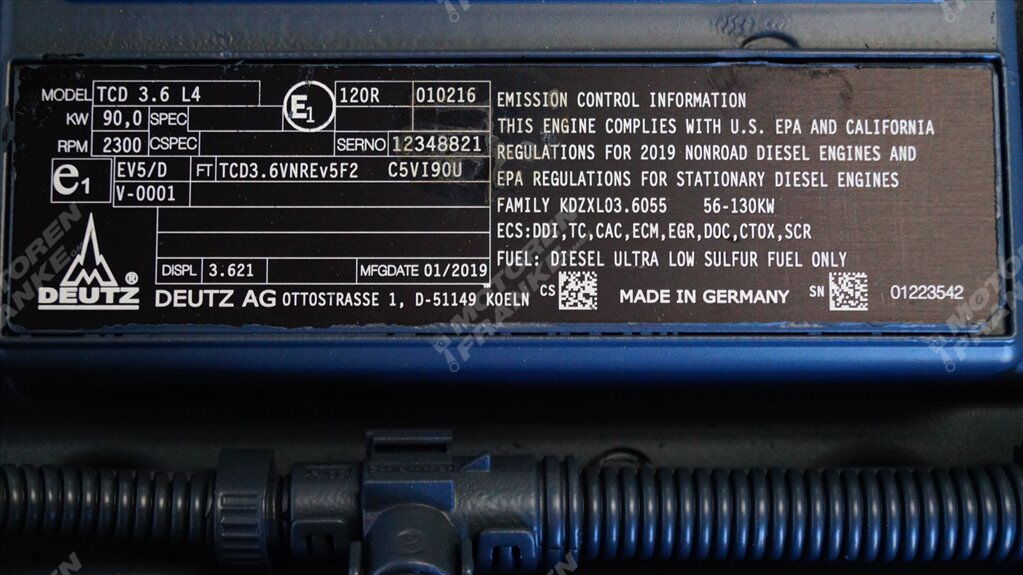 MODEL TCD 3.6 L4 E1 120R 010216
KW 90,0 SPEC
RPM 2300 CSPEC SERNO 12348821
e1 EV5/D FT TCD3.6VNREv5F2 C5VI90U
V-0001
DISPL 3.621 MFGDATE 01/2019
DEUTZ® DEUTZ AG OTTOSTRASSE 1, D-51149 KOELN
EMISSION CONTROL INFORMATION
THIS ENGINE COMPLIES WITH U.S. EPA AND CALIFORNIA
REGULATIONS FOR 2019 NONROAD DIESEL ENGINES AND
EPA REGULATIONS FOR STATIONARY DIESEL ENGINES
FAMILY KDZXL03.6055 56-130KW
ECS:DDI,TC,CAC,ECM,EGR,DOC,CTOX,SCR
FUEL: DIESEL ULTRA LOW SULFUR FUEL ONLY
CS MADE IN GERMANY SN 01223542
MOTOREN
FRANKE